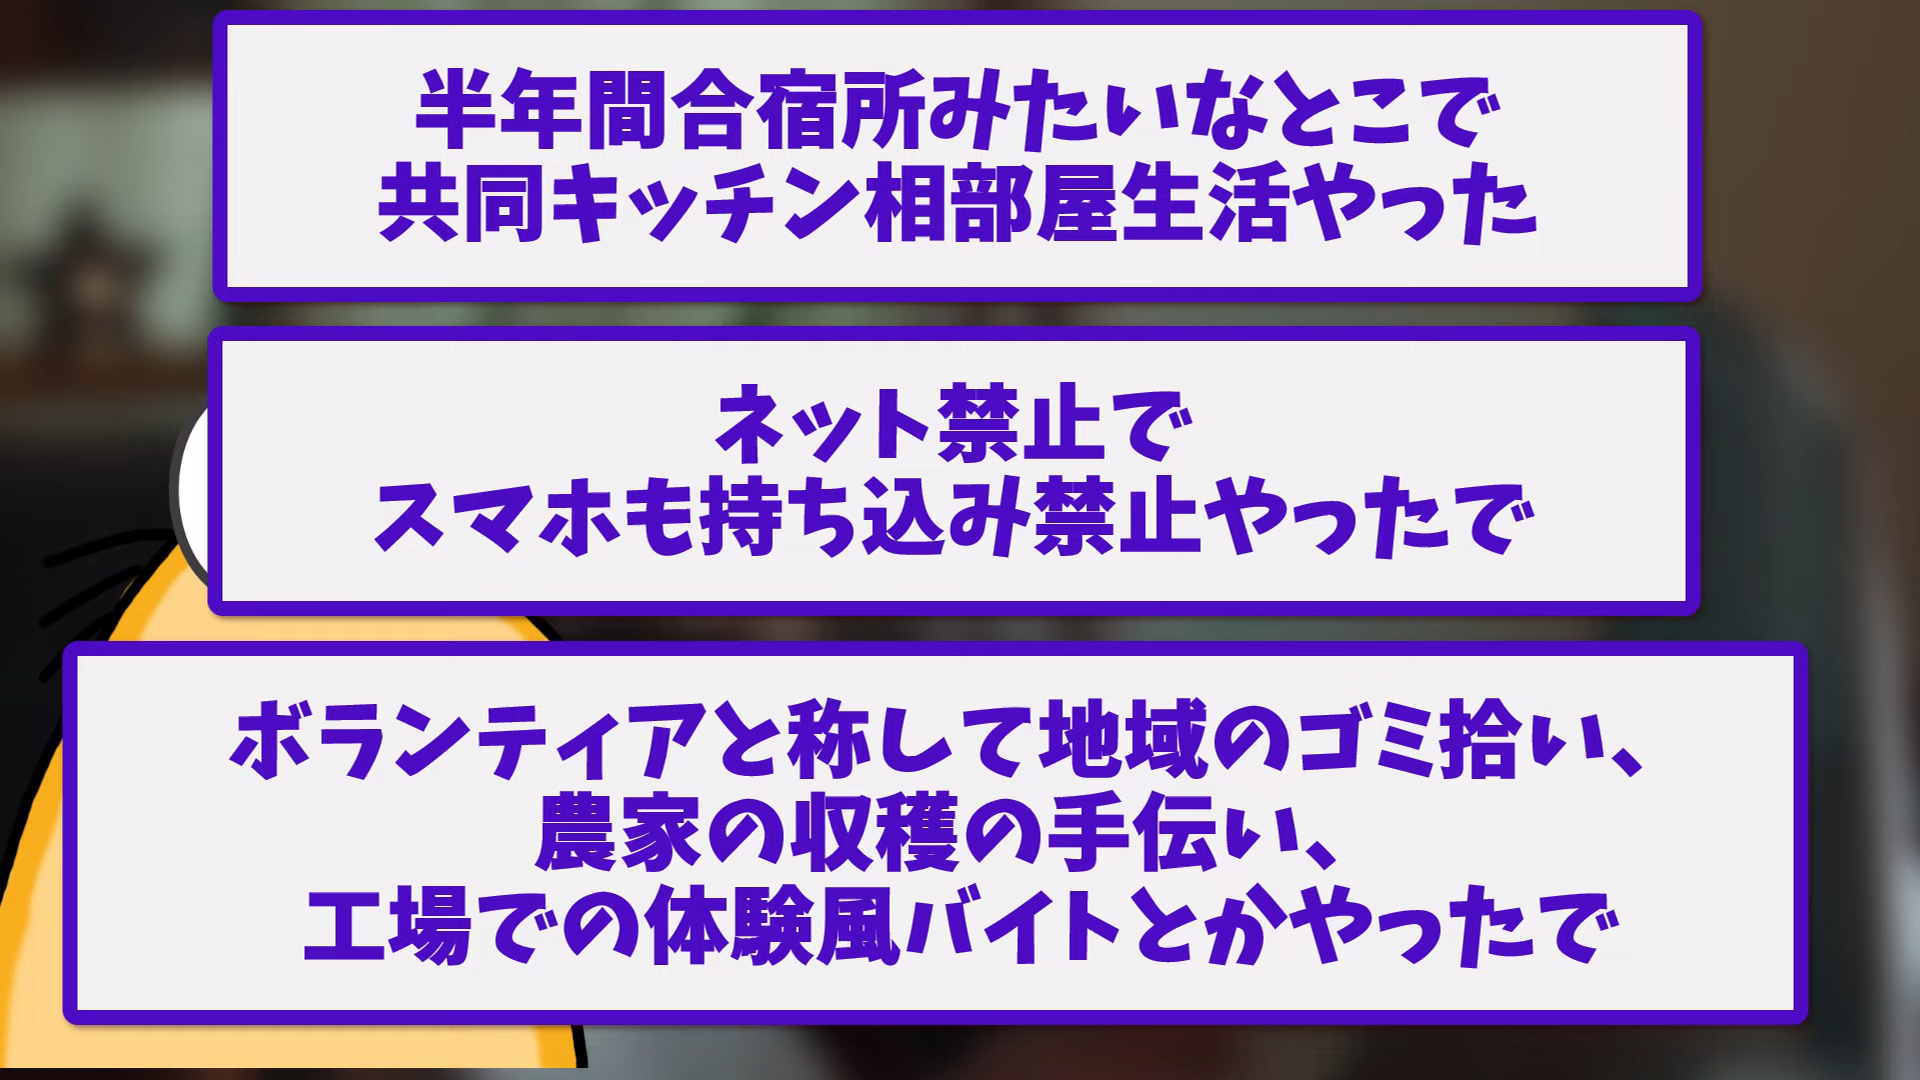 半年間合宿所みたいなとこで
共同キッチン相部屋生活やった
ネット禁止で
スマホも持ち込み禁止やったで
ボランティアと称して地域のゴミ拾い、
農家の収穫の手伝い、
工場での体験風バイトとかやったで